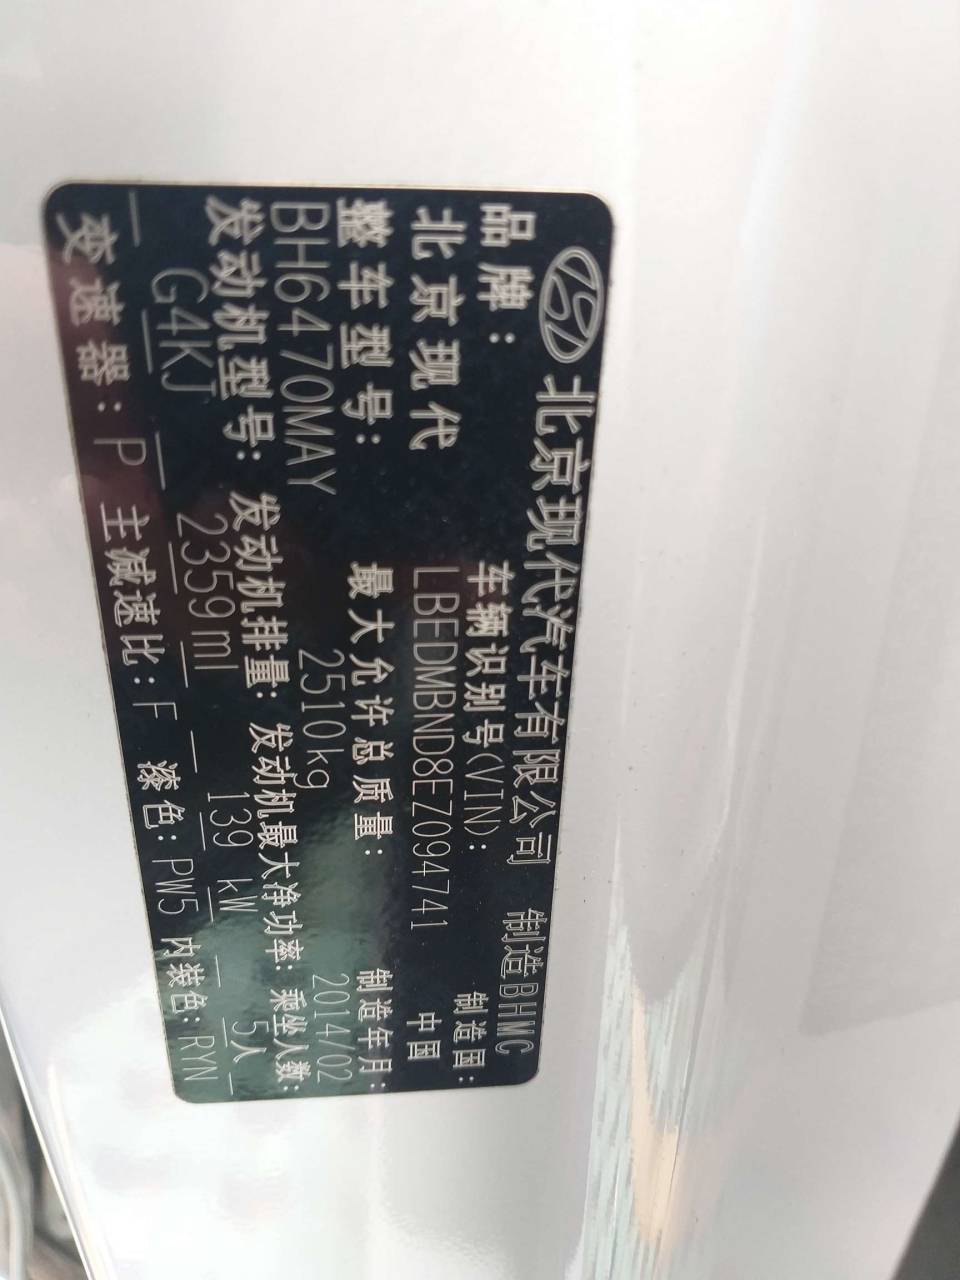 北京现代汽车有限公司 制造BHMC
品牌: 车辆识别号(VIN): 制造国:
北京现代 LBEDMBND8EZ094741 中国
整车型号: 最大允许总质量: 制造年月:
BH6470MAY 2510kg 2014/02
发动机型号: 发动机排量: 发动机最大净功率: 乘坐人数:
G4KJ 2359ml 139 kW 5人
变速器: P 主减速比: F 漆色: PW5 内装色: RYN